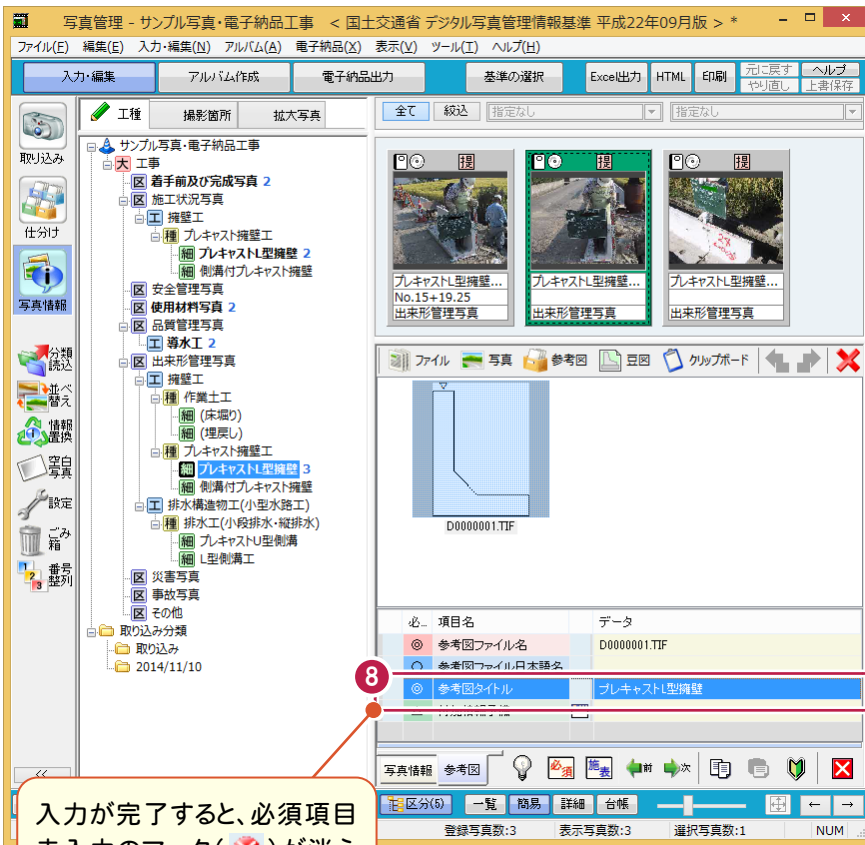 写真管理 - サンプル写真・電子納品工事 < 国土交通省 デジタル写真管理情報基準 平成22年09月版 > *
ファイル(F) 編集(E) 入力・編集(N) アルバム(A) 電子納品(X) 表示(V) ツール(T) ヘルプ(H)
入力・編集 アルバム作成 電子納品出力 基準の選択 Excel出力 HTML 印刷 元に戻す ヘルプ
やり直し 上書保存
取り込み
仕分け
写真情報
分類読込
並べ替え
情報置換
空白写真
設定
ごみ箱
番号整列
<<
工種 撮影箇所 拡大写真
サンプル写真・電子納品工事
大 工事
区 着手前及び完成写真 2
区 施工状況写真
工 擁壁工
種 プレキャスト擁壁工
細 プレキャストL型擁壁 2
細 側溝付プレキャスト擁壁
区 安全管理写真
区 使用材料写真 2
区 品質管理写真
工 導水工 2
区 出来形管理写真
工 擁壁工
種 作業土工
細 (床堀り)
細 (埋戻し)
種 プレキャスト擁壁工
細 プレキャストL型擁壁 3
細 側溝付プレキャスト擁壁
工 排水構造物工(小型水路工)
種 排水工(小段排水・縦排水)
細 プレキャストU型側溝
細 L型側溝工
区 災害写真
区 事故写真
区 その他
取り込み分類
取り込み
2014/11/10
全て 絞込 指定なし 指定なし
提 提 提
プレキャストL型擁壁... プレキャストL型擁壁... プレキャストL型擁壁...
No.15+19.25
出来形管理写真 出来形管理写真 出来形管理写真
ファイル 写真 参考図 豆図 クリップボード
D0000001.TIF
必... 項目名 データ
◎ 参考図ファイル名 D0000001.TIF
○ 参考図ファイル日本語名
8
◎ 参考図タイトル プレキャストL型擁壁
写真情報 参考図 必須 施表 前 次
区分(5) 一覧 簡易 詳細 台帳
登録写真数:3 表示写真数:3 選択写真数:1 NUM
入力が完了すると、必須項目